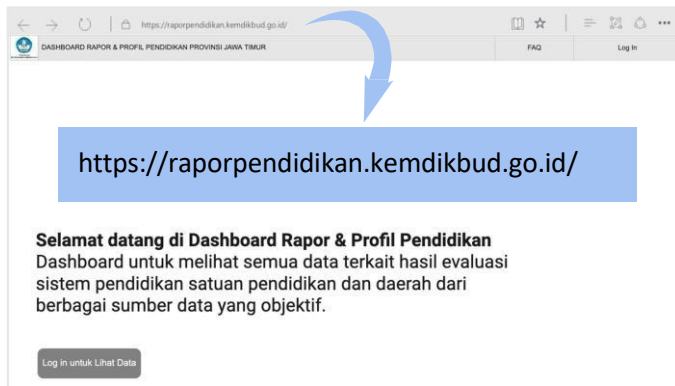 https://raporpendidikan.kemdikbud.go.id/
DASHBOARD RAPOR & PROFIL PENDIDIKAN PROVINSI JAWA TIMUR
FAQ
Log In
https://raporpendidikan.kemdikbud.go.id/
Selamat datang di Dashboard Rapor & Profil Pendidikan
Dashboard untuk melihat semua data terkait hasil evaluasi
sistem pendidikan satuan pendidikan dan daerah dari
berbagai sumber data yang objektif.
Log in untuk Lihat Data